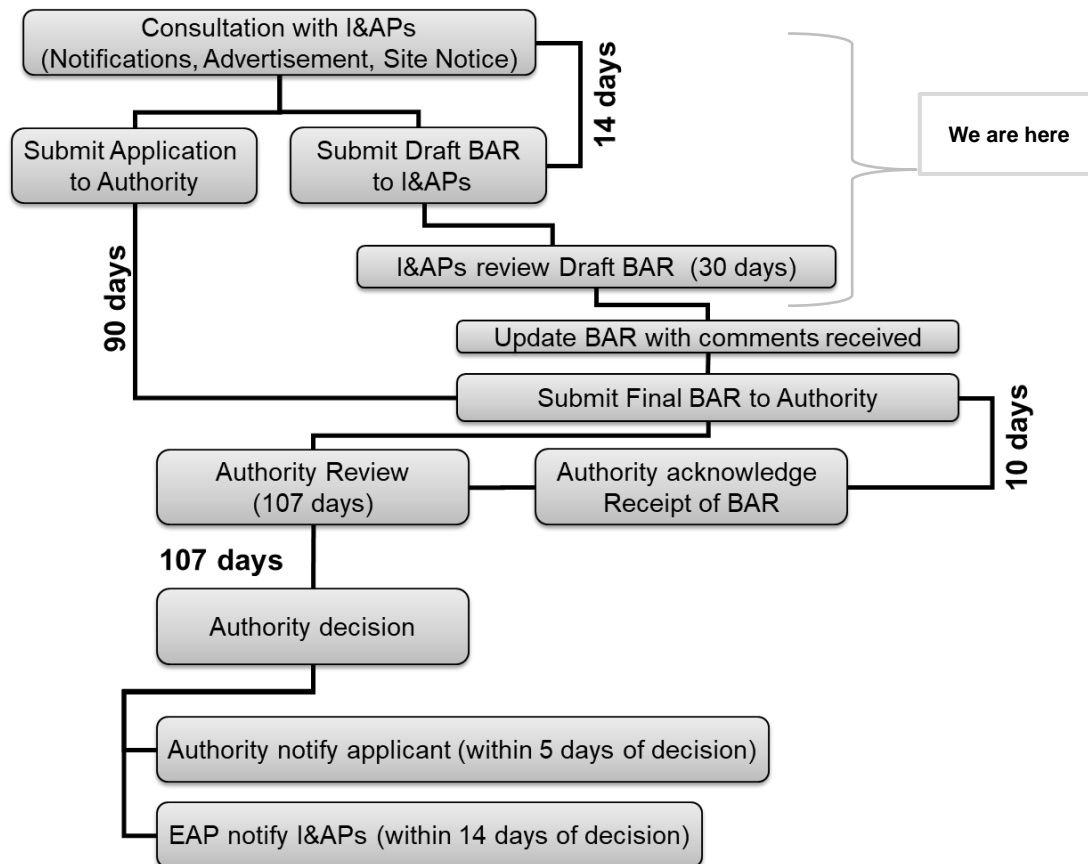 Consultation with I&APs
(Notifications, Advertisement, Site Notice)
14 days
We are here
Submit Application
to Authority
Submit Draft BAR
to I&APs
90 days
I&APs review Draft BAR (30 days)
Update BAR with comments received
Submit Final BAR to Authority
10 days
Authority Review
(107 days)
Authority acknowledge
Receipt of BAR
107 days
Authority decision
Authority notify applicant (within 5 days of decision)
EAP notify I&APs (within 14 days of decision)